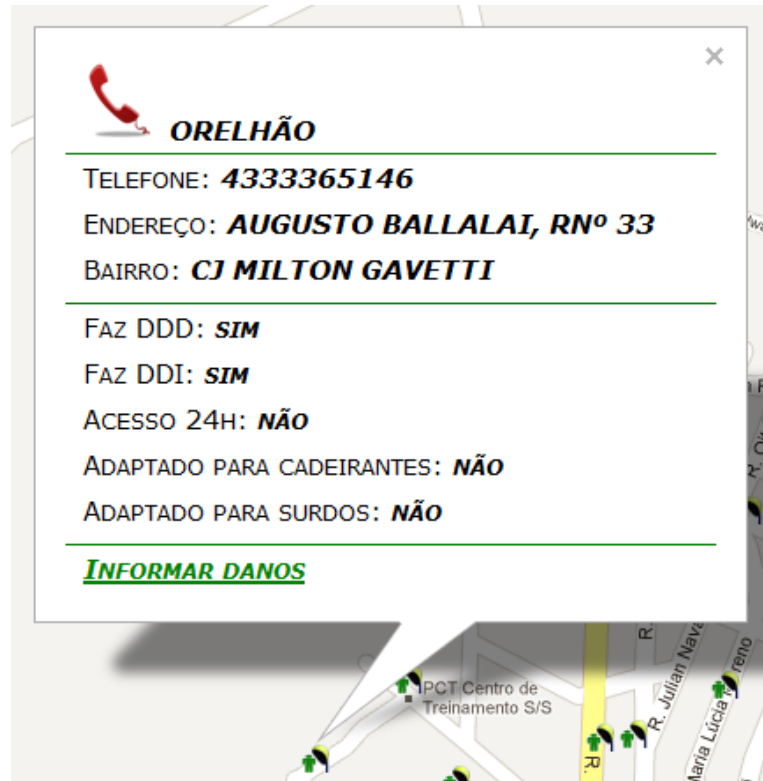 ×
ORELHÃO
TELEFONE: 4333365146
ENDEREÇO: AUGUSTO BALLALAI, RNº 33
BAIRRO: CJ MILTON GAVETTI
FAZ DDD: SIM
FAZ DDI: SIM
ACESSO 24H: NÃO
ADAPTADO PARA CADEIRANTES: NÃO
ADAPTADO PARA SURDOS: NÃO
INFORMAR DANOS
PCT Centro de
Treinamento S/S
R.
R. Julian Nava
Maria Lúcia
R.